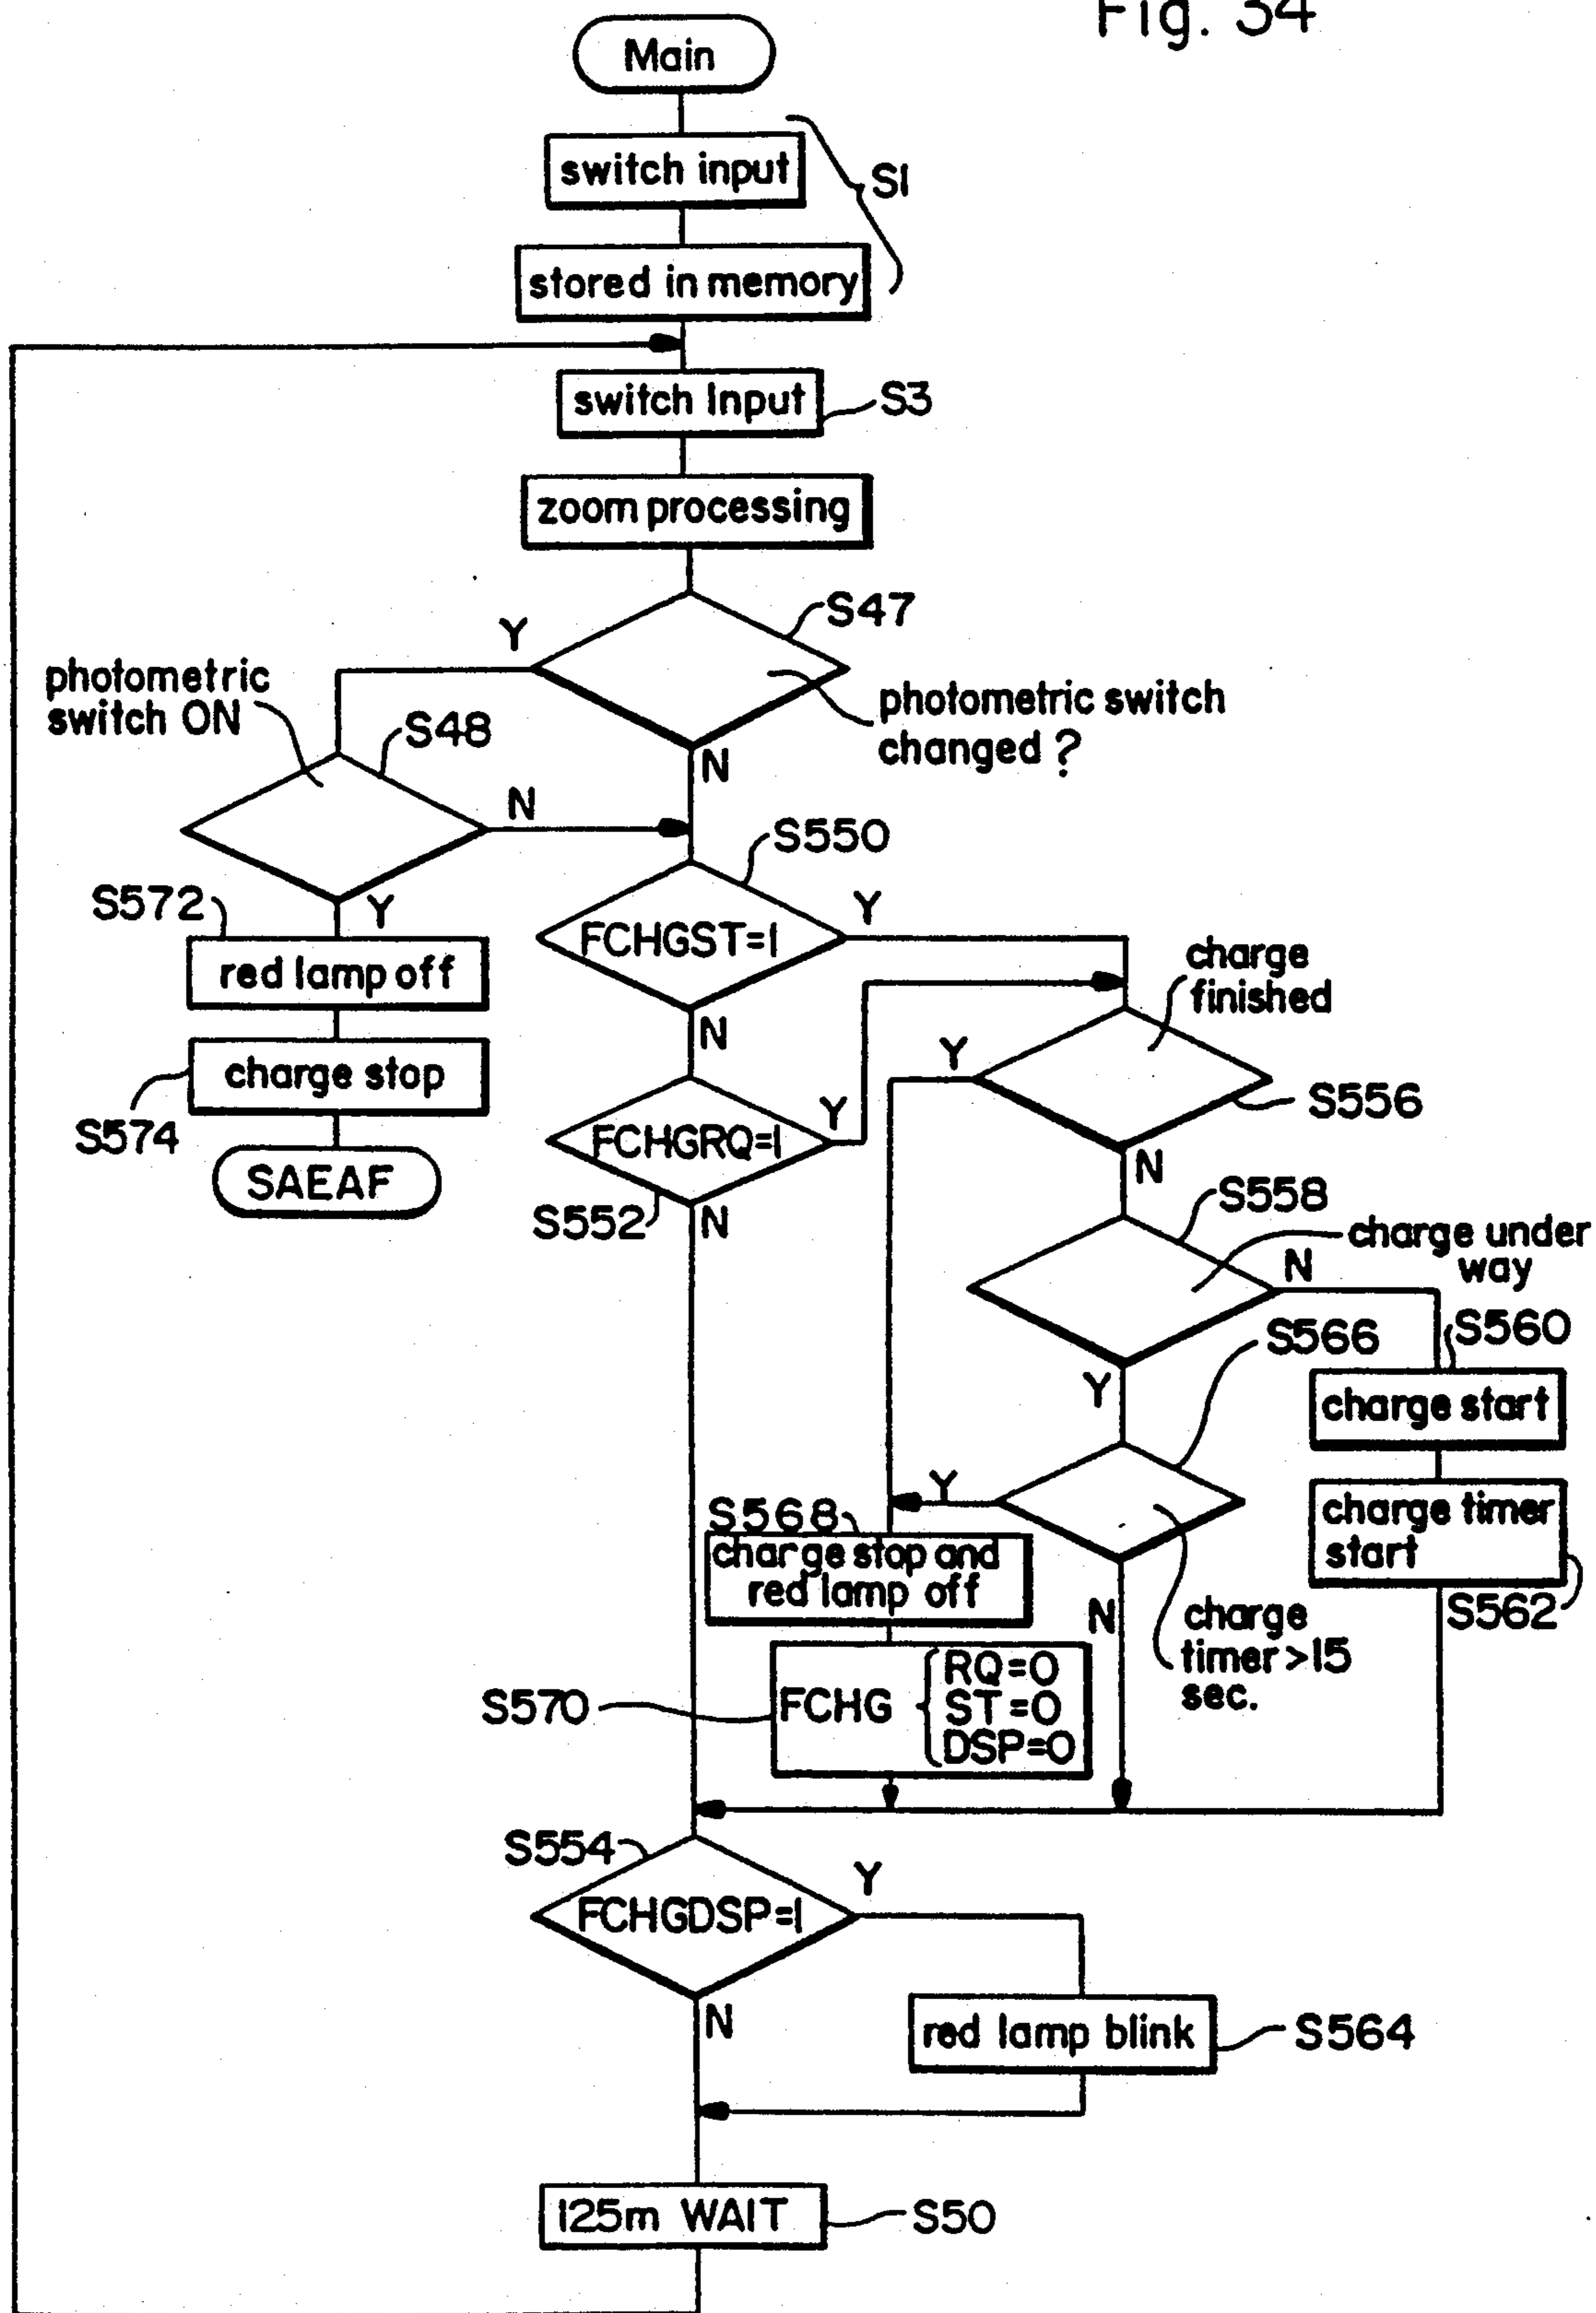 Fig. 34
Main
switch input
S1
stored in memory
switch Input
S3
zoom processing
S47
Y
photometric
switch ON
photometric switch
changed ?
S48
N
N
S550
S572
Y
FCHGST=1
Y
red lamp off
charge
finished
N
charge stop
Y
S556
S574
FCHGRQ=1
Y
SAEAF
N
S552
N
S558
charge under
way
N
S566
S560
Y
charge start
Y
charge timer
start
S568
charge stop and
red lamp off
N
charge
timer>15
sec.
S562
S570
FCHG
RQ=0
ST=0
DSP=0
S554
Y
FCHGDSP=1
N
red lamp blink
S564
125m WAIT
S50